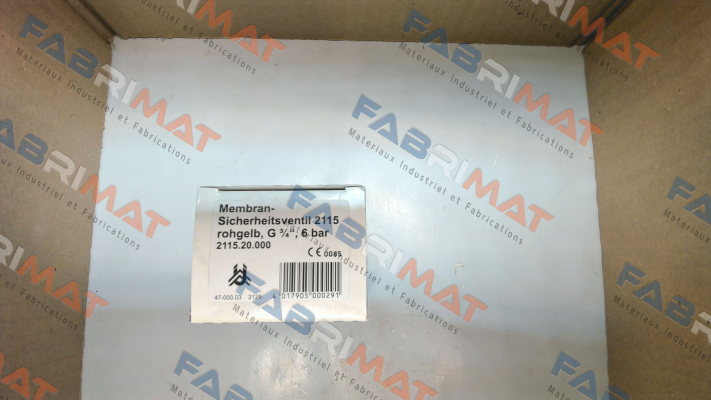 FABRIMAT
Matériaux Industriel et Fabrications
Membran-
Sicherheitsventil 2115
rohgelb, G ¾", 6 bar
2115.20.000
CE 0085
47-000.03 2123
4 017905 000291